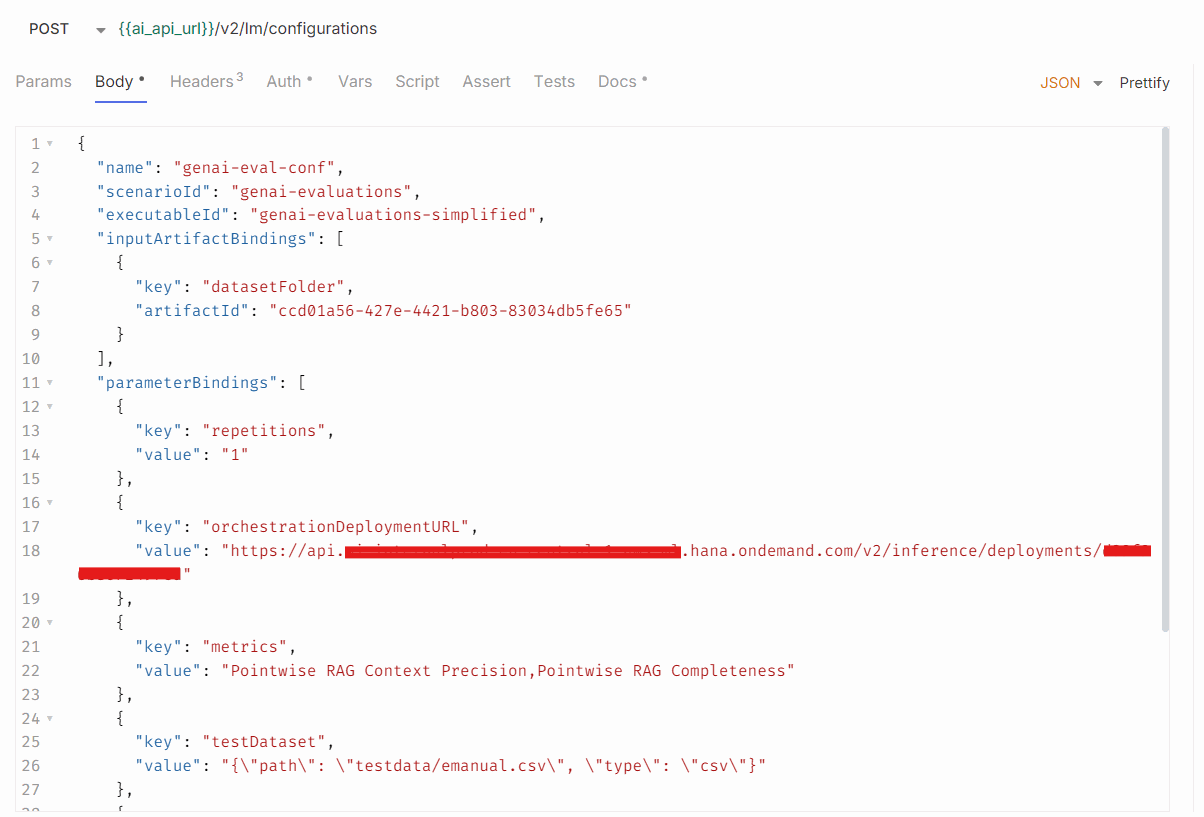 POST {{ai_api_url}}/v2/lm/configurations
Params Body Headers 3 Auth Vars Script Assert Tests Docs JSON Prettify
1 {
2 "name": "genai-eval-conf",
3 "scenarioId": "genai-evaluations",
4 "executableId": "genai-evaluations-simplified",
5 "inputArtifactBindings": [
6 {
7 "key": "datasetFolder",
8 "artifactId": "ccd01a56-427e-4421-b803-83034db5fe65"
9 }
10 ],
11 "parameterBindings": [
12 {
13 "key": "repetitions",
14 "value": "1"
15 },
16 {
17 "key": "orchestrationDeploymentURL",
18 "value": "https://api. .hana.ondemand.com/v2/inference/deployments/
"
19 },
20 {
21 "key": "metrics",
22 "value": "Pointwise RAG Context Precision,Pointwise RAG Completeness"
23 },
24 {
25 "key": "testDataset",
26 "value": "{\"path\": \"testdata/emanual.csv\", \"type\": \"csv\"}"
27 },